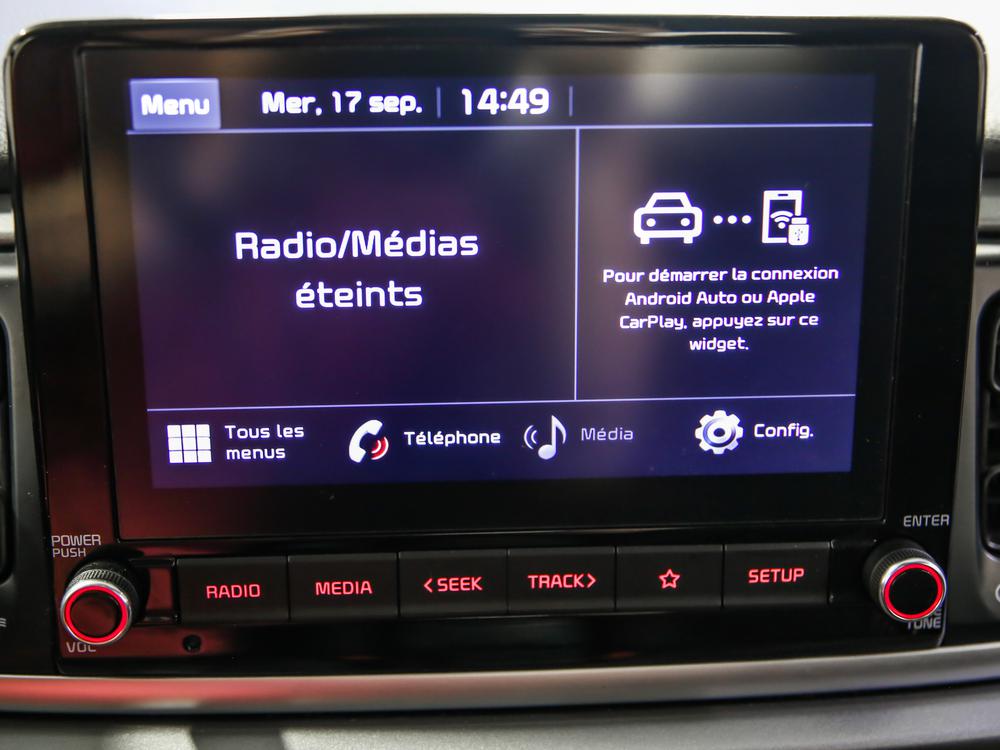 Menu Mer, 17 sep. 14:49
Radio/Médias
éteints
Pour démarrer la connexion
Android Auto ou Apple
CarPlay, appuyez sur ce
widget.
Tous les
menus
Téléphone
Média
Config.
POWER
PUSH
VOL
RADIO
MEDIA
<SEEK
TRACK>
☆
SETUP
ENTER
TUNE